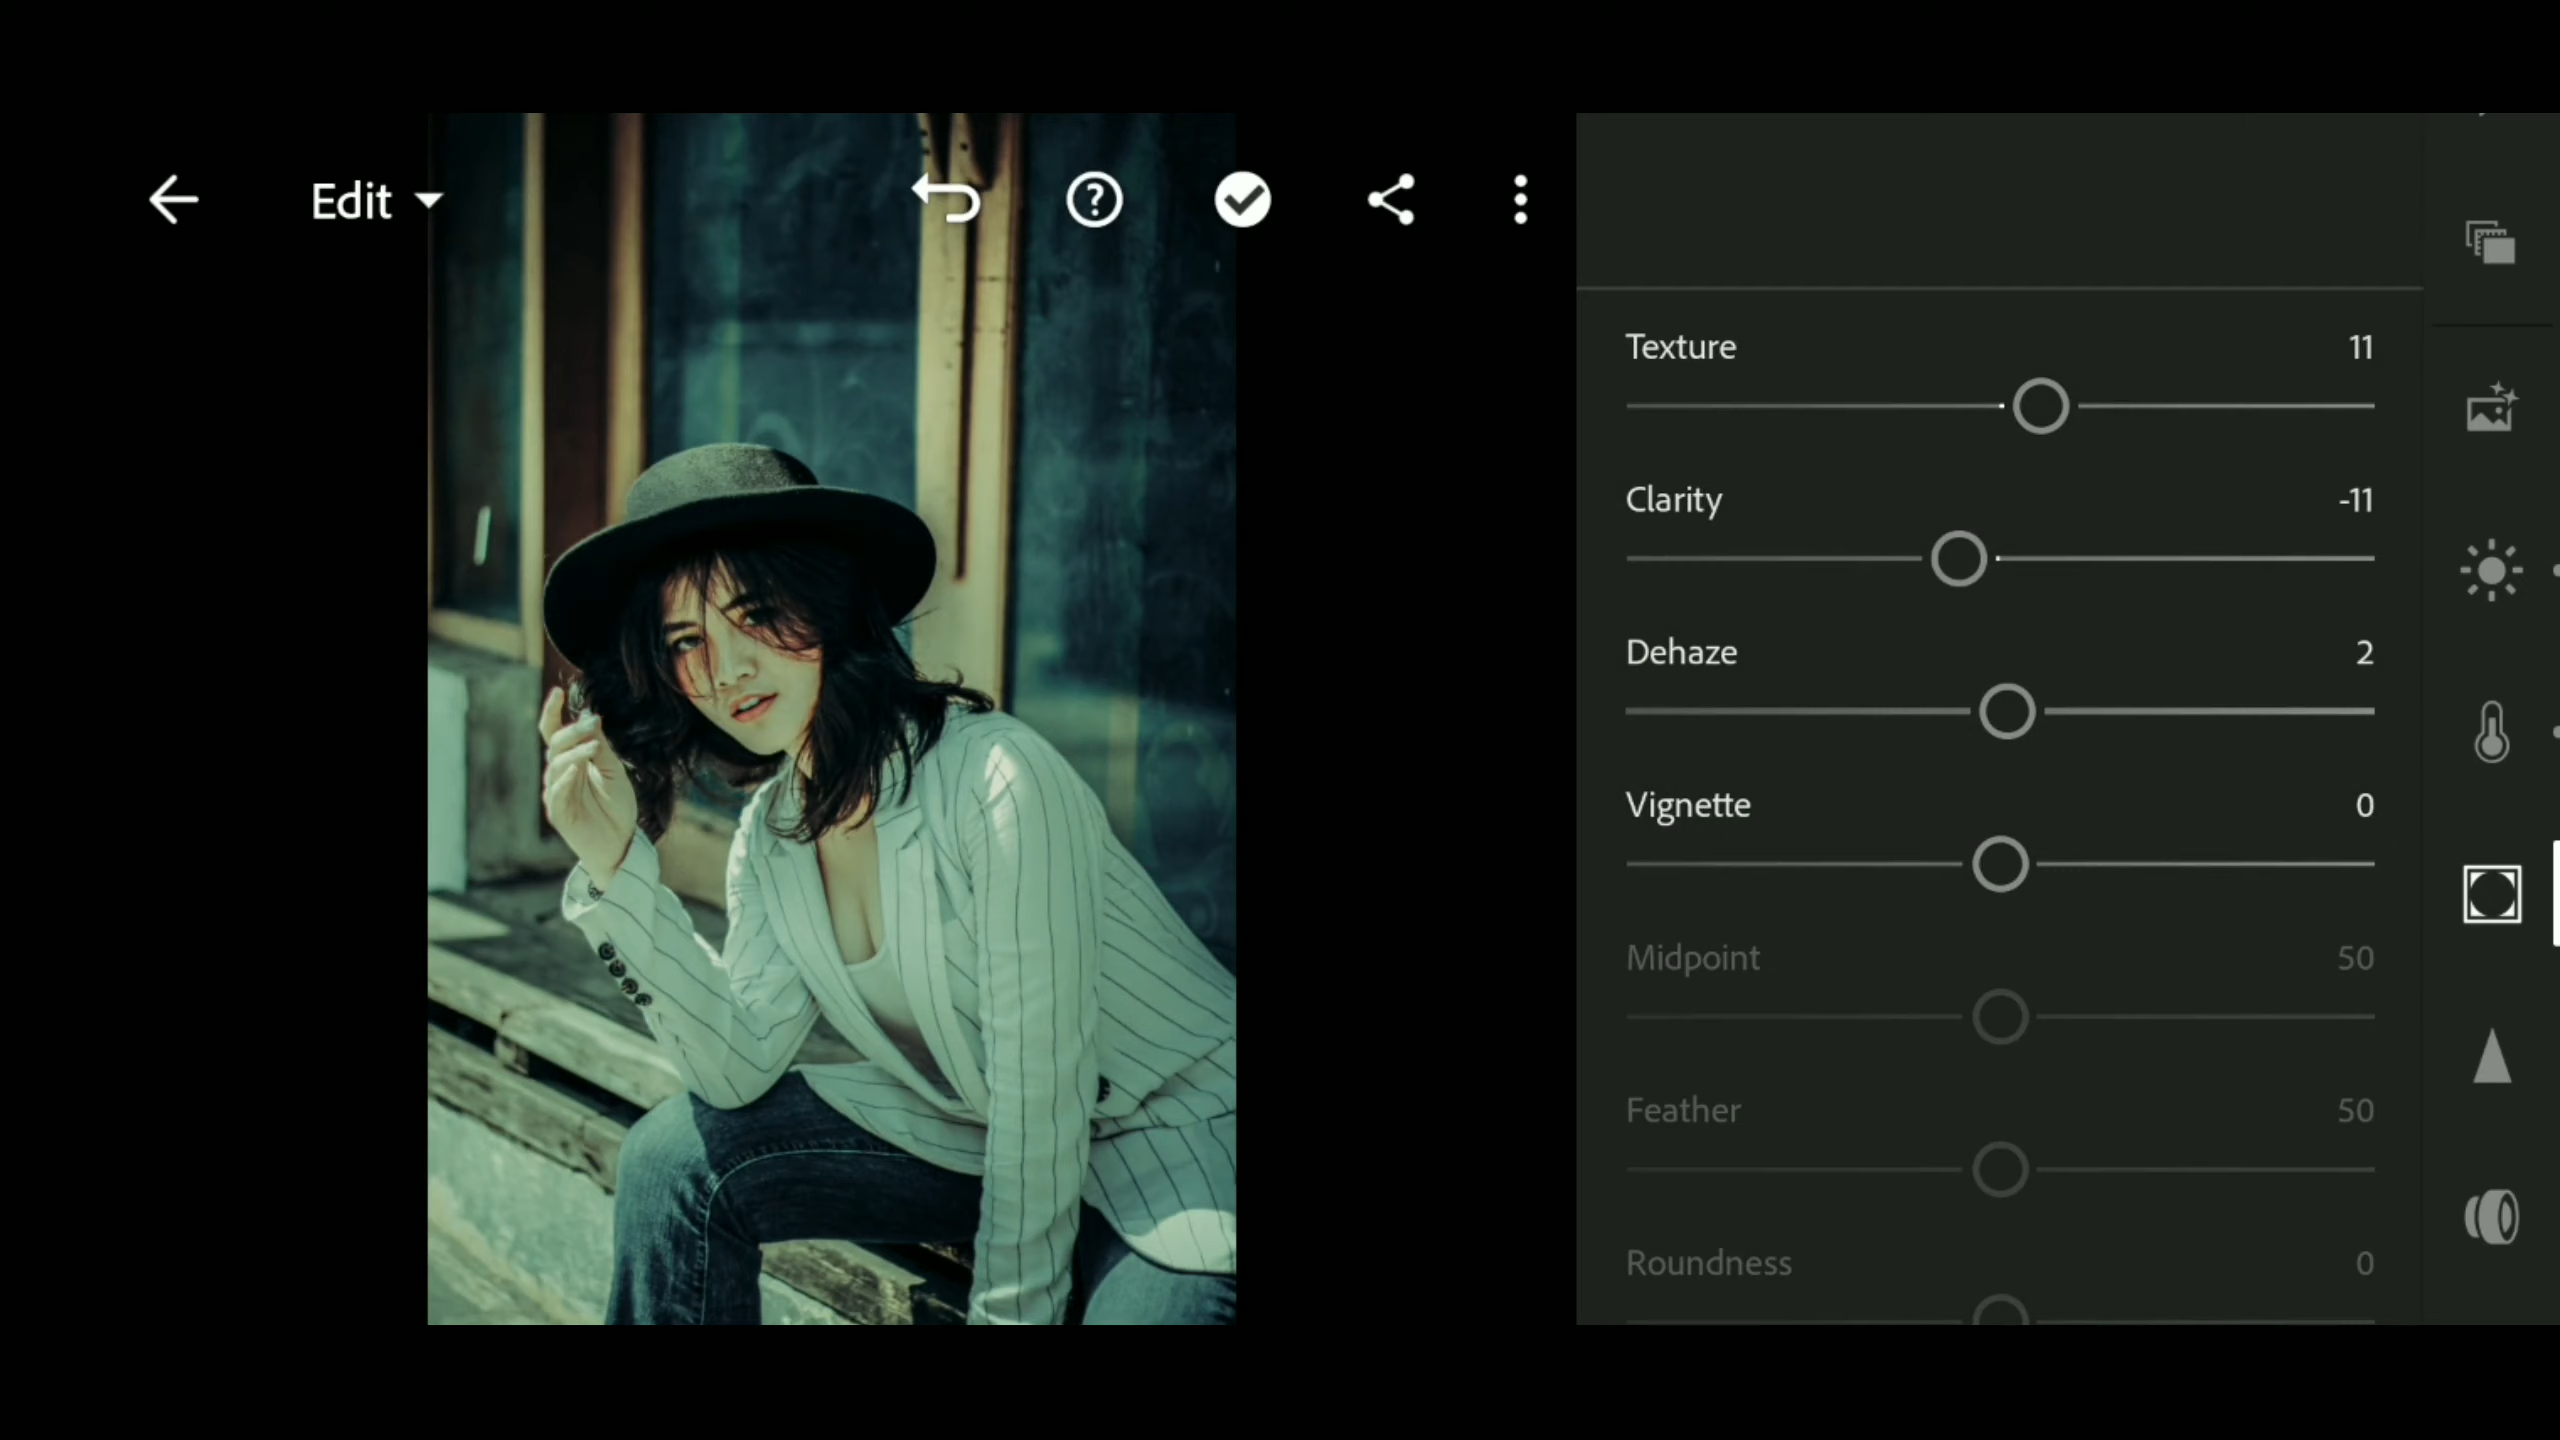 Edit
Texture 11
Clarity -11
Dehaze 2
Vignette 0
Midpoint 50
Feather 50
Roundness 0